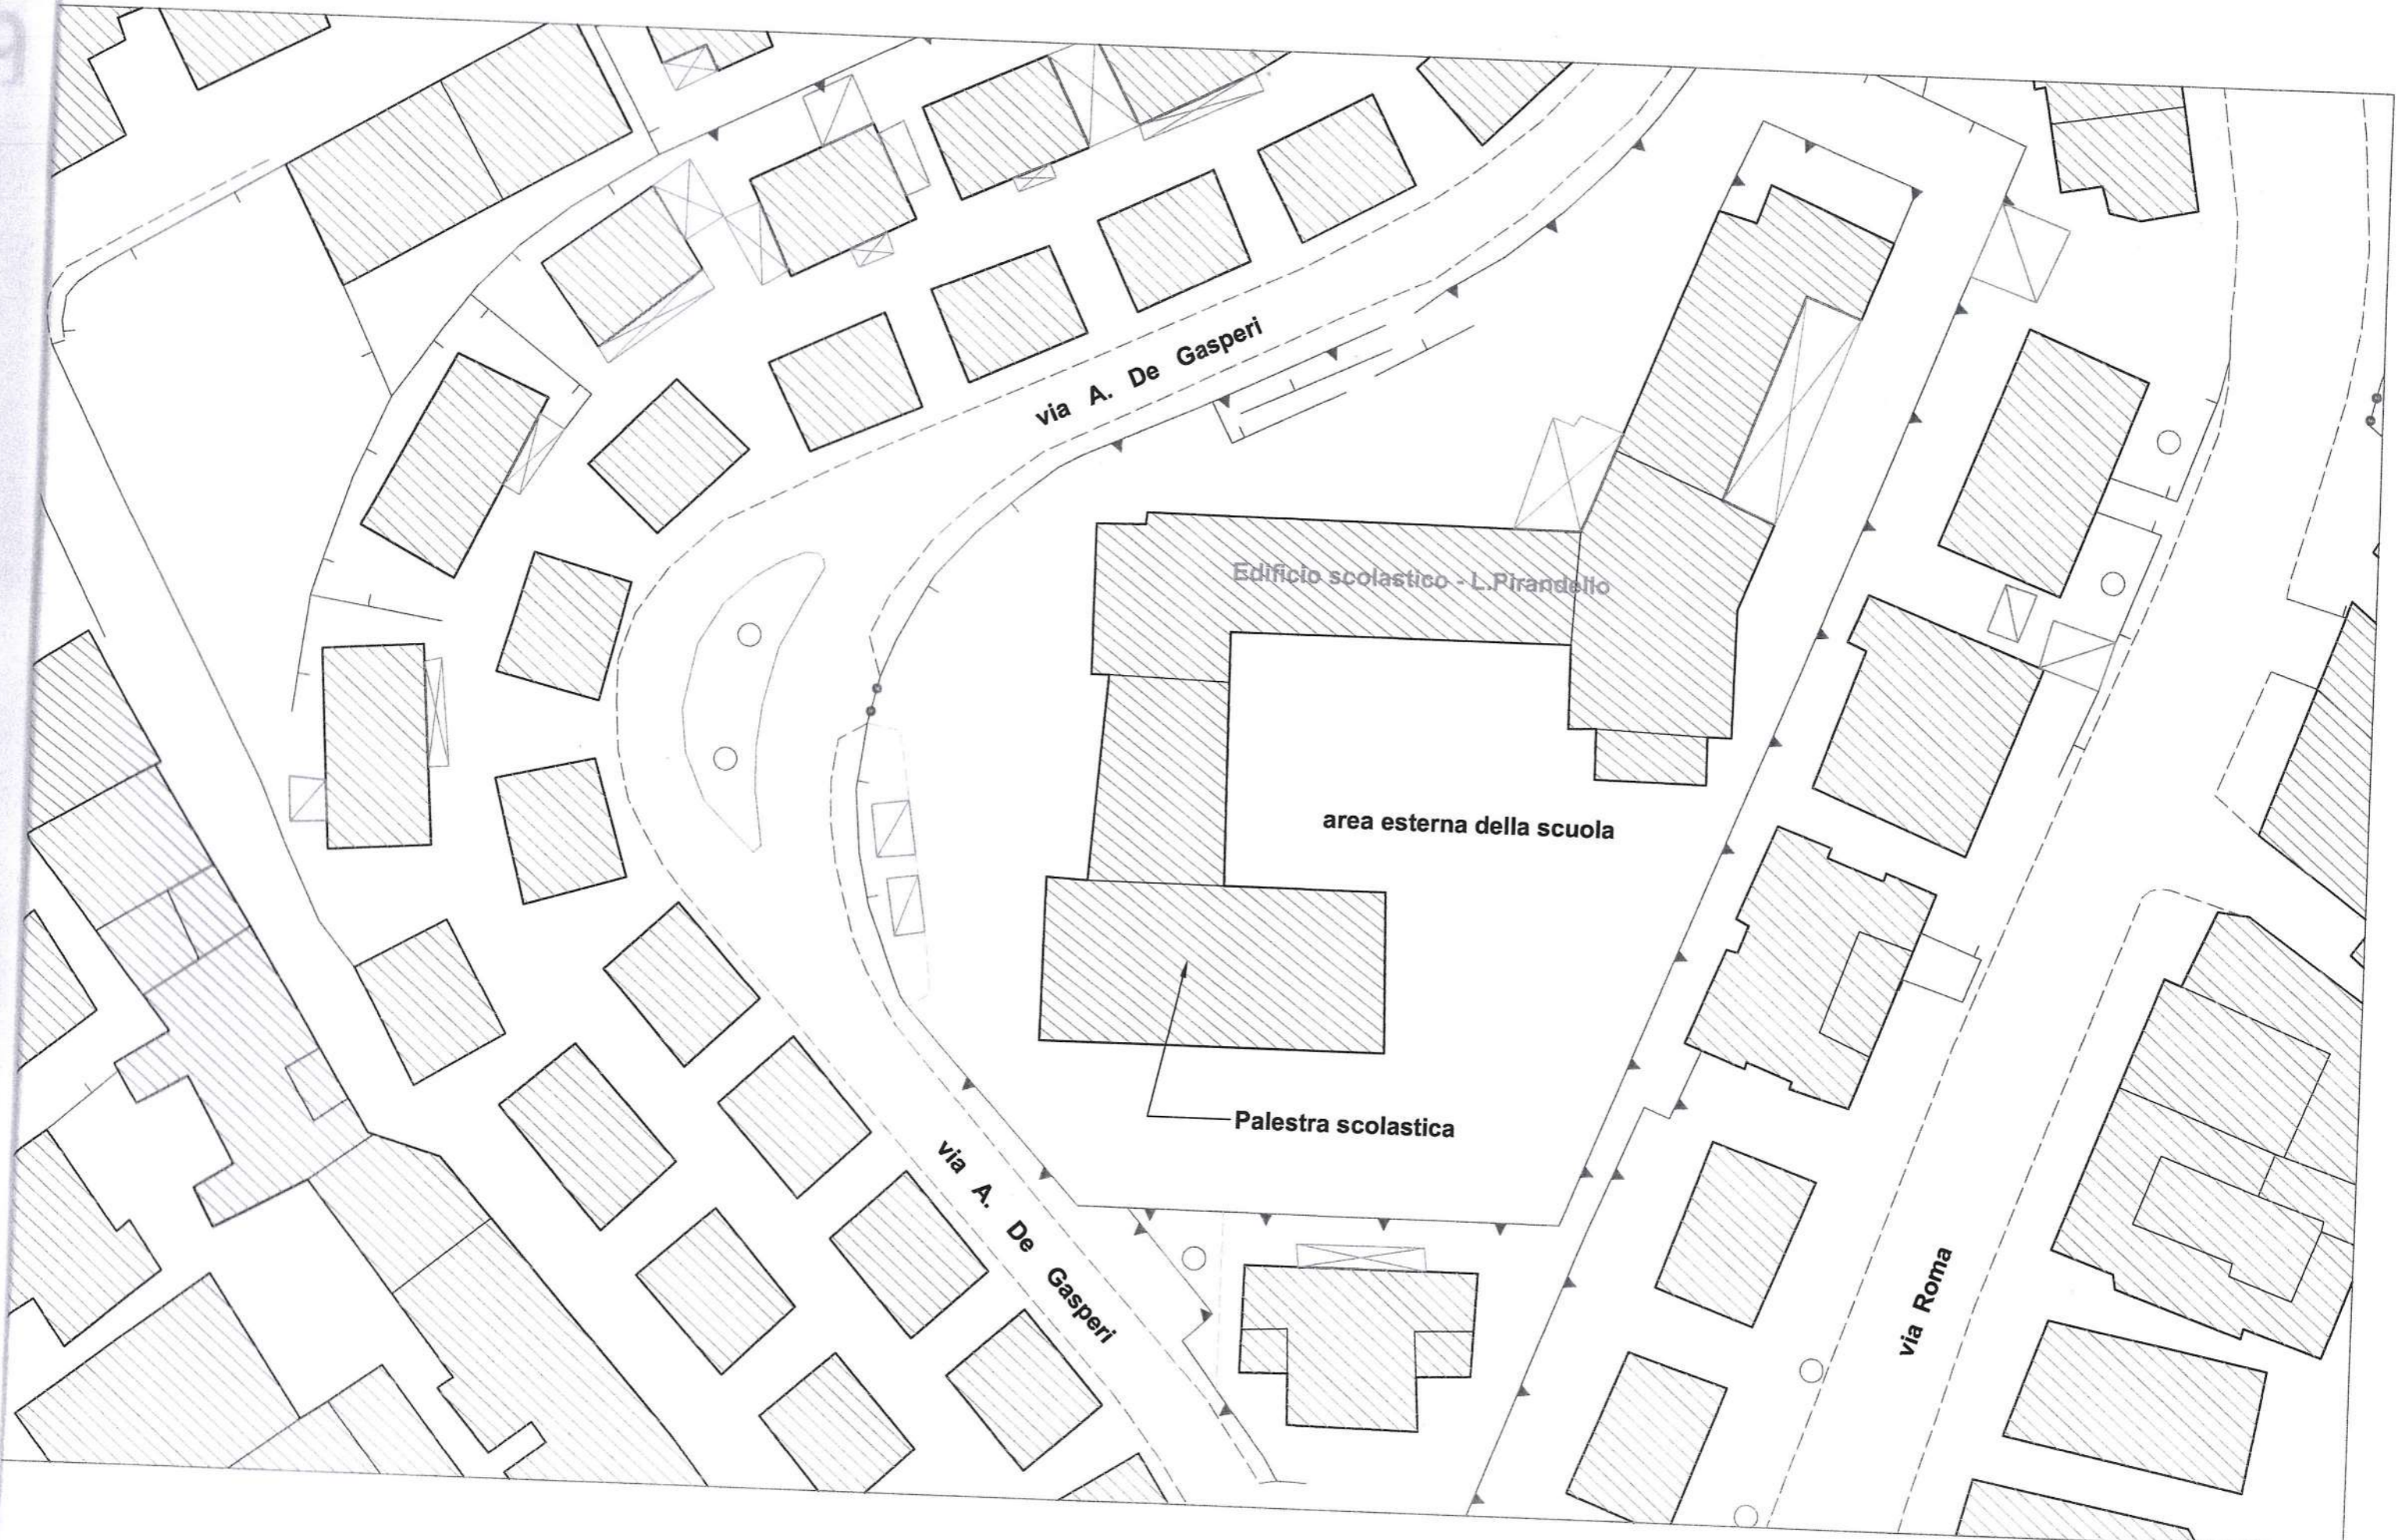 via A. De Gasperi
Edificio scolastico - L.Pirandello
area esterna della scuola
Palestra scolastica
via A. De Gasperi
via Roma